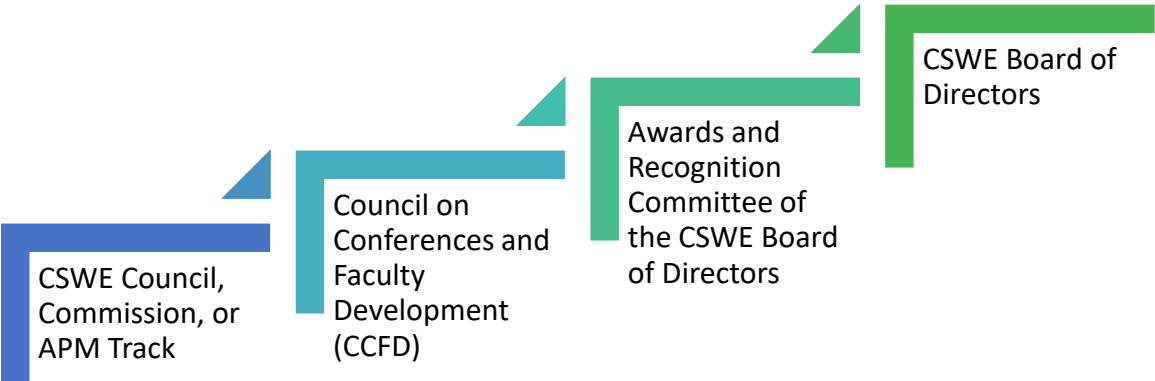 CSWE Council,
Commission, or
APM Track
Council on
Conferences and
Faculty
Development
(CCFD)
Awards and
Recognition
Committee of
the CSWE Board
of Directors
CSWE Board of
Directors